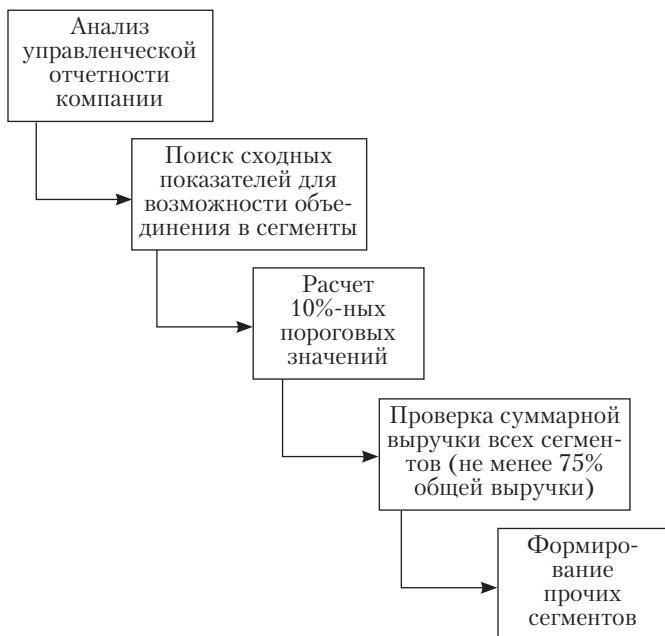 Анализ
управленческой
отчетности
компании
Поиск сходных
показателей для
возможности объе-
динения в сегменты
Расчет
10%-ных
пороговых
значений
Проверка суммарной
выручки всех сегмен-
тов (не менее 75%
общей выручки)
Формиро-
вание
прочих
сегментов